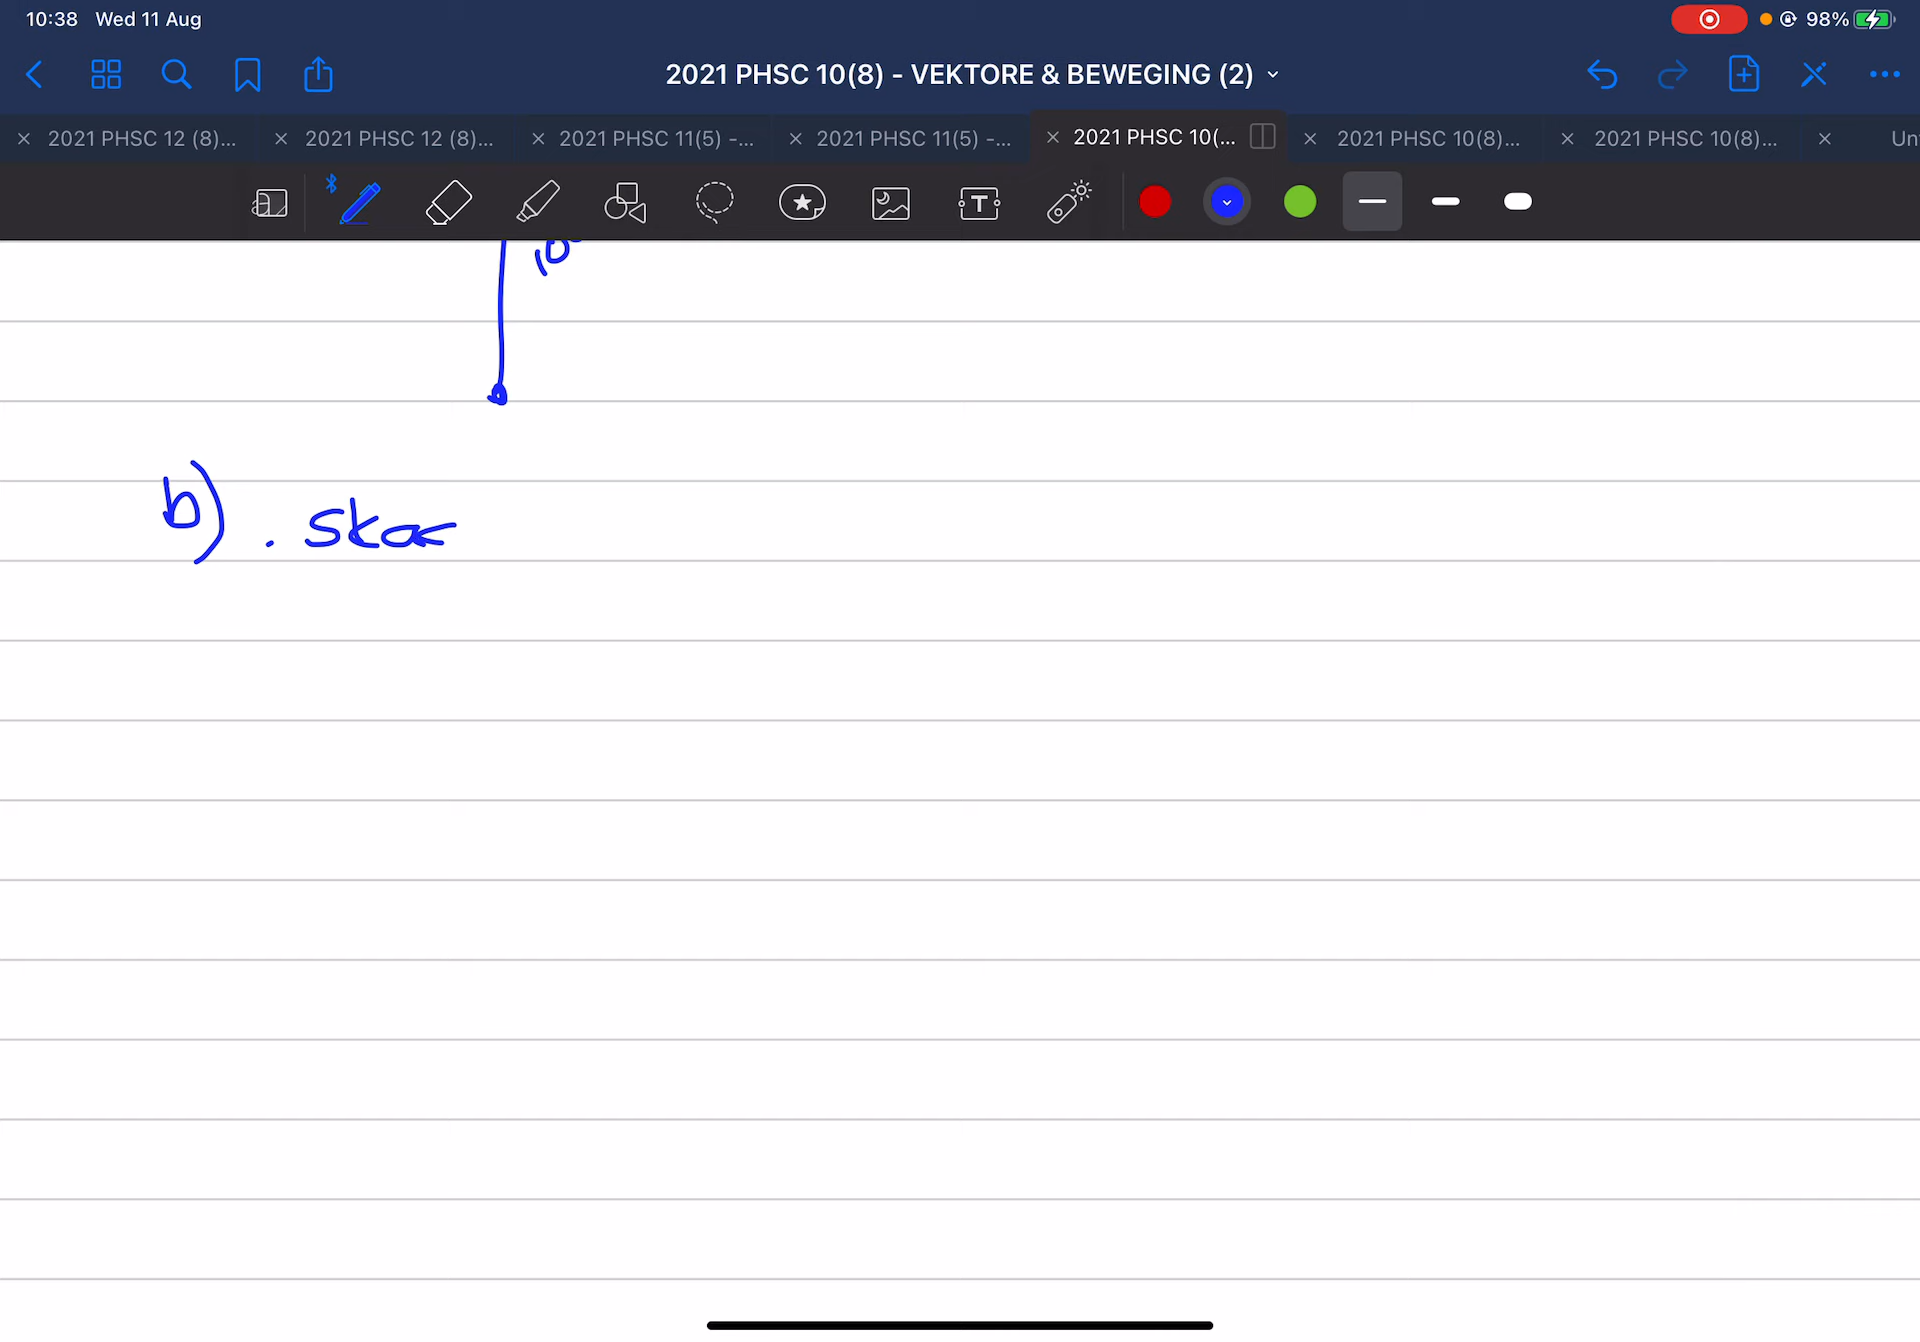 10:38 Wed 11 Aug 98%
2021 PHSC 10(8) - VEKTORE & BEWEGING (2)
2021 PHSC 12 (8)... 2021 PHSC 12 (8)... 2021 PHSC 11(5) -... 2021 PHSC 11(5) -... 2021 PHSC 10(... 2021 PHSC 10(8)... 2021 PHSC 10(8)... Un
T
10
b) .